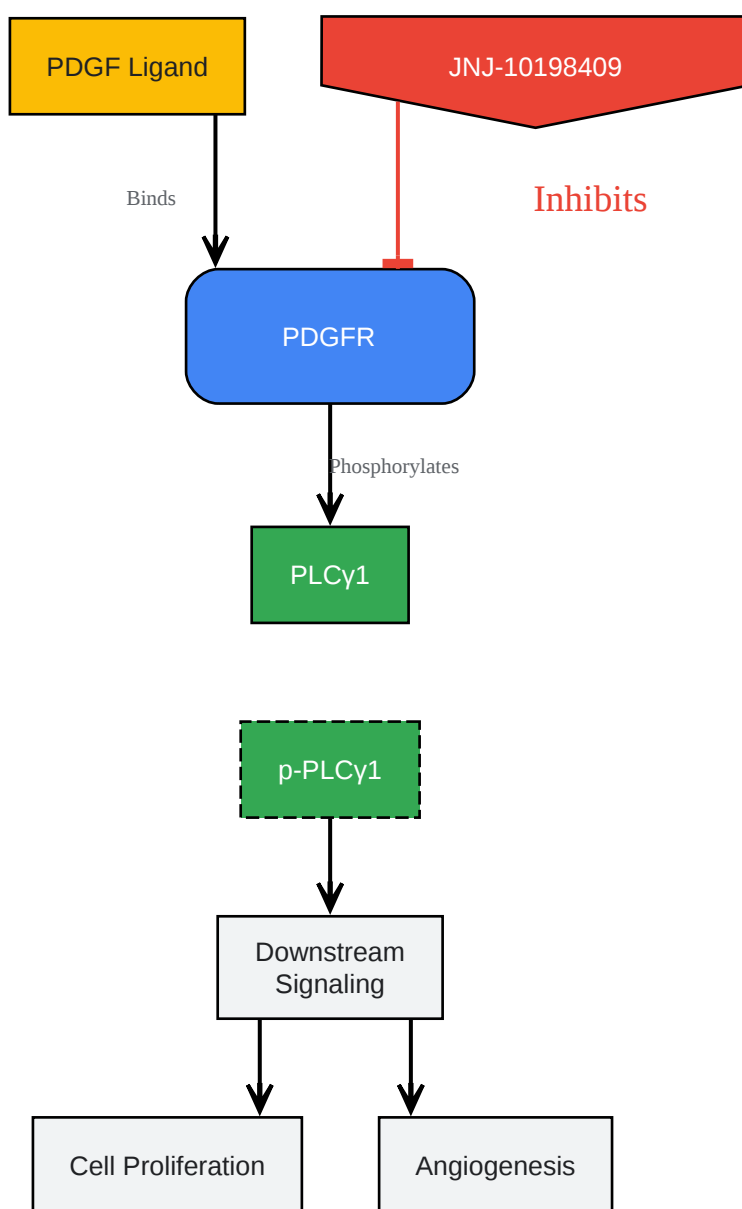 PDGF Ligand
JNJ-10198409
Binds
Inhibits
PDGFR
Phosphorylates
PLCγ1
p-PLCγ1
Downstream
Signaling
Cell Proliferation
Angiogenesis